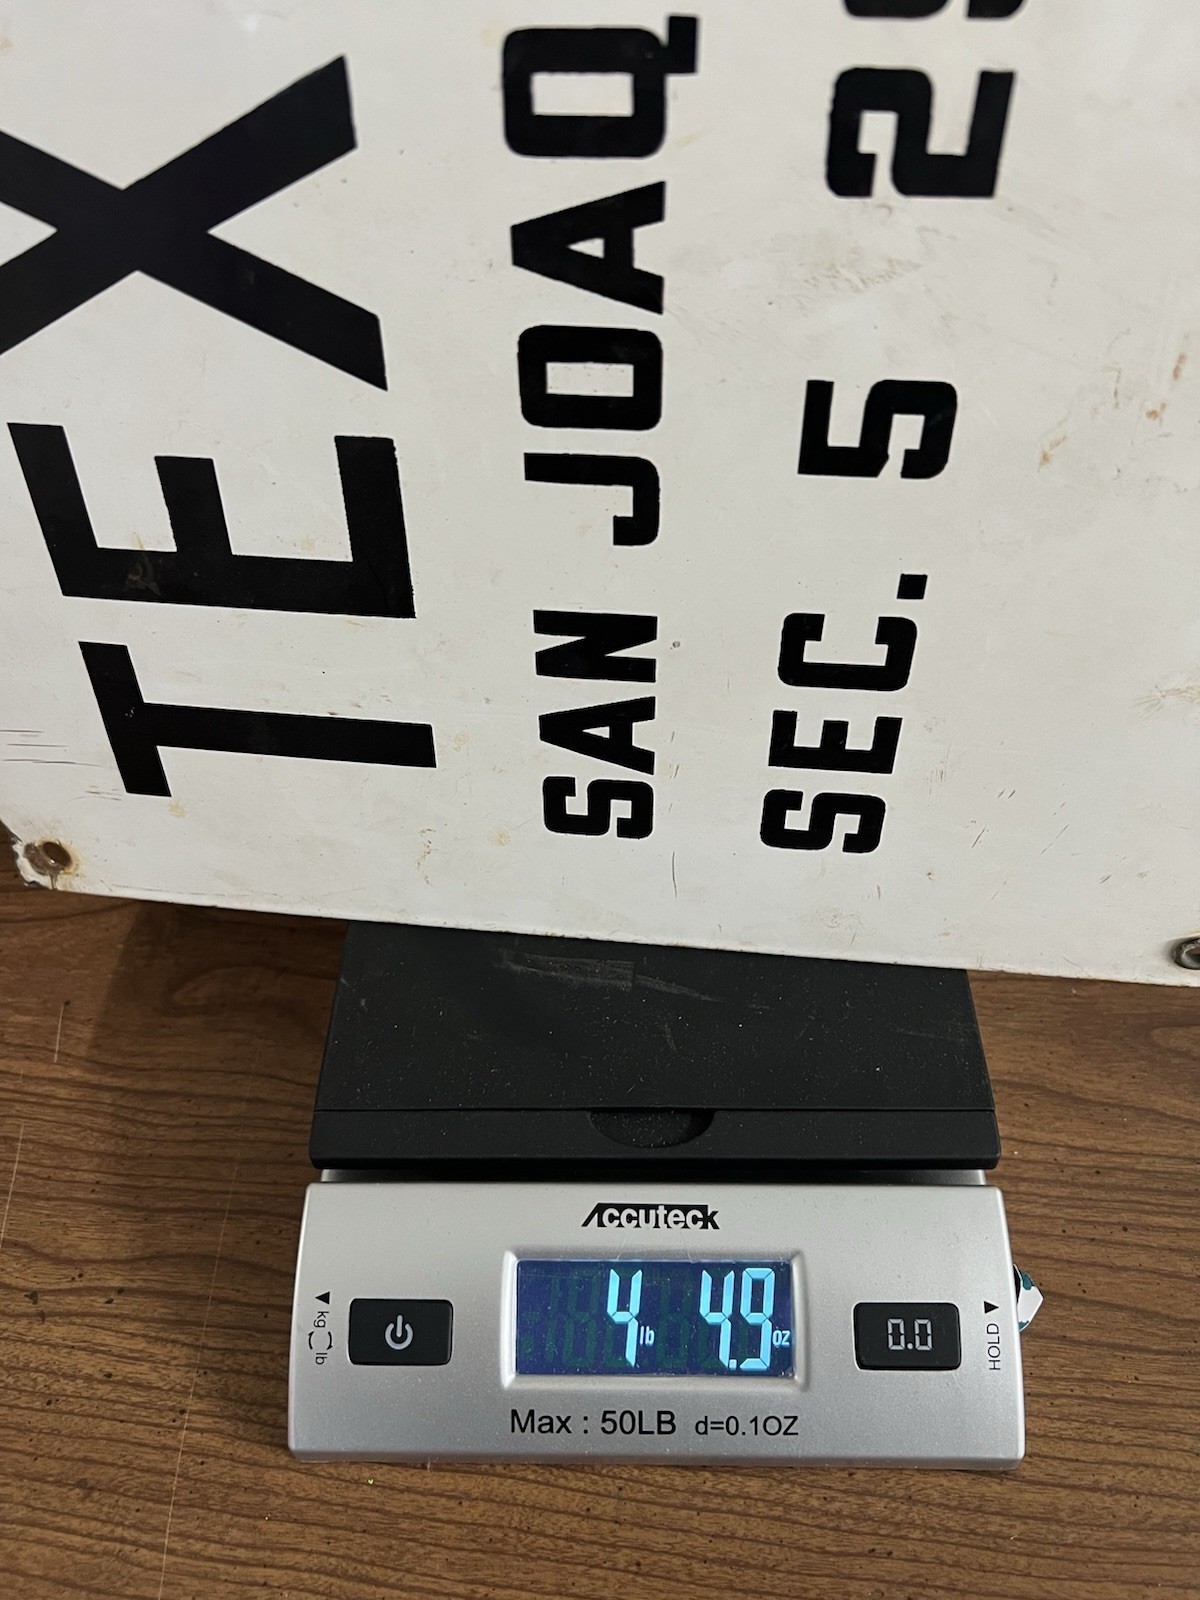 TEX
SAN JOAQ
SEC. 5 2
Accuteck
kg lb
4 lb 4.9 oz
0.0
HOLD
Max : 50LB d=0.1OZ